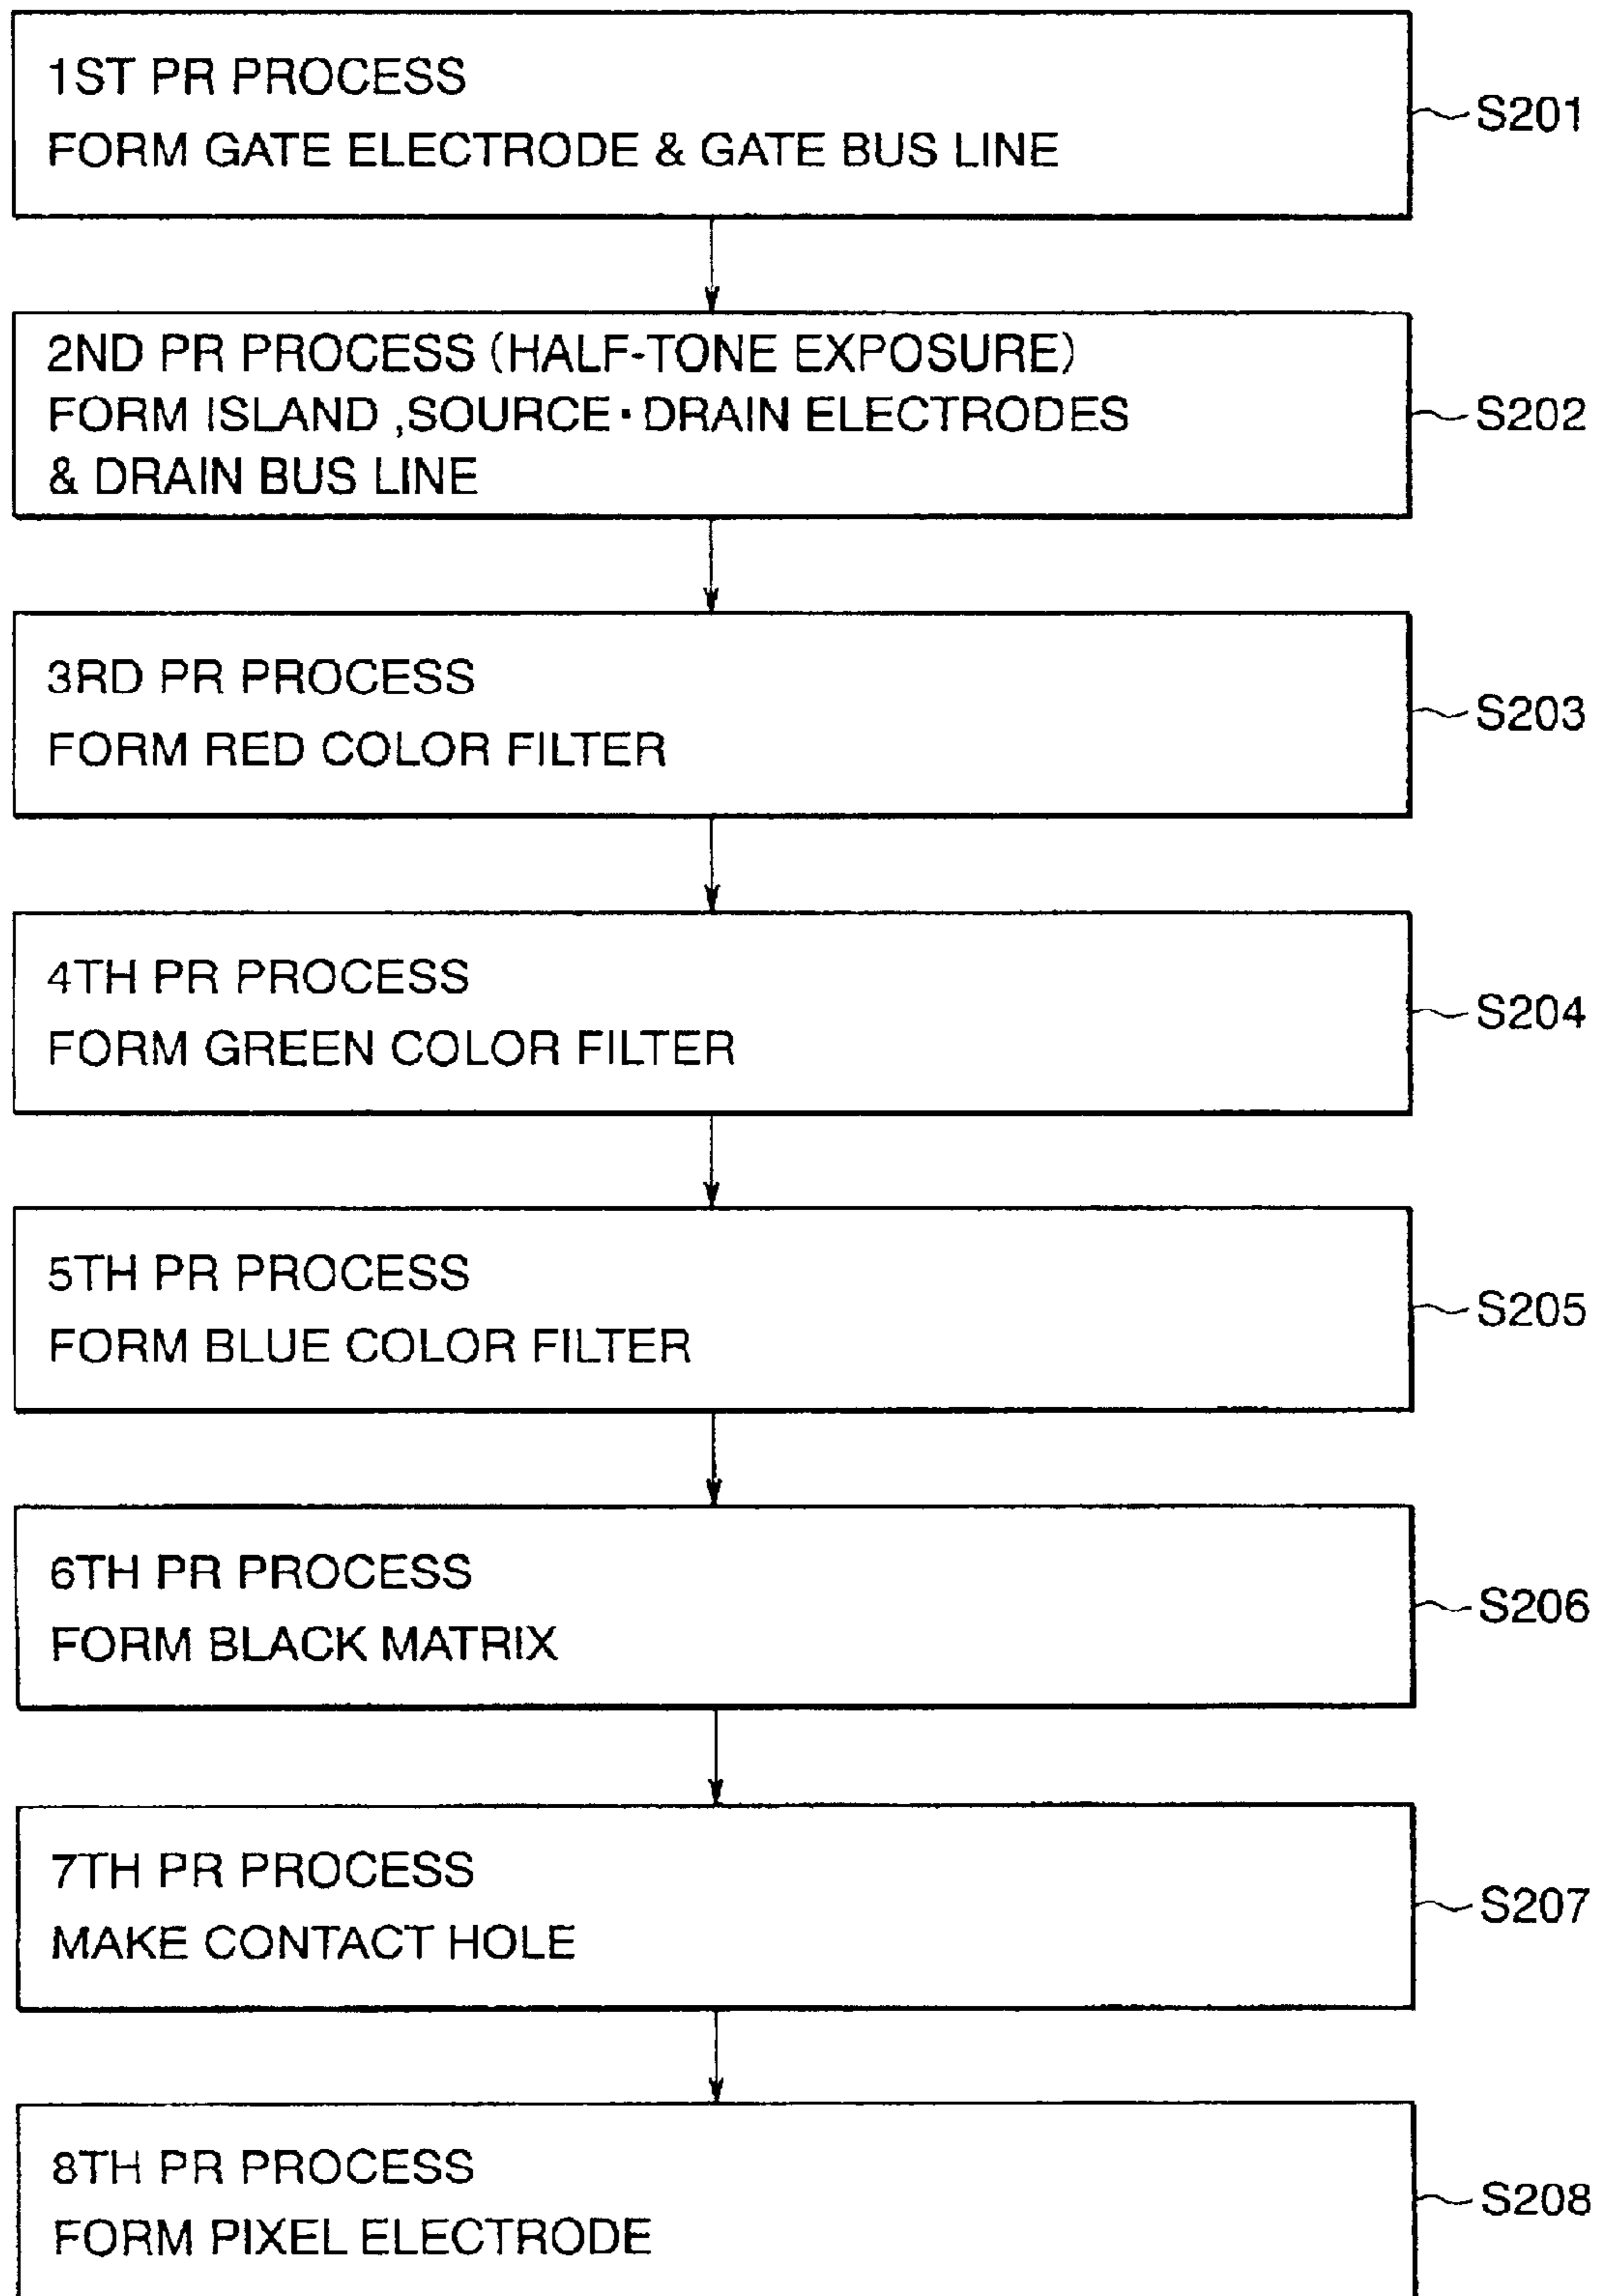 1ST PR PROCESS
FORM GATE ELECTRODE & GATE BUS LINE
S201
2ND PR PROCESS (HALF-TONE EXPOSURE)
FORM ISLAND ,SOURCE・DRAIN ELECTRODES
& DRAIN BUS LINE
S202
3RD PR PROCESS
FORM RED COLOR FILTER
S203
4TH PR PROCESS
FORM GREEN COLOR FILTER
S204
5TH PR PROCESS
FORM BLUE COLOR FILTER
S205
6TH PR PROCESS
FORM BLACK MATRIX
S206
7TH PR PROCESS
MAKE CONTACT HOLE
S207
8TH PR PROCESS
FORM PIXEL ELECTRODE
S208